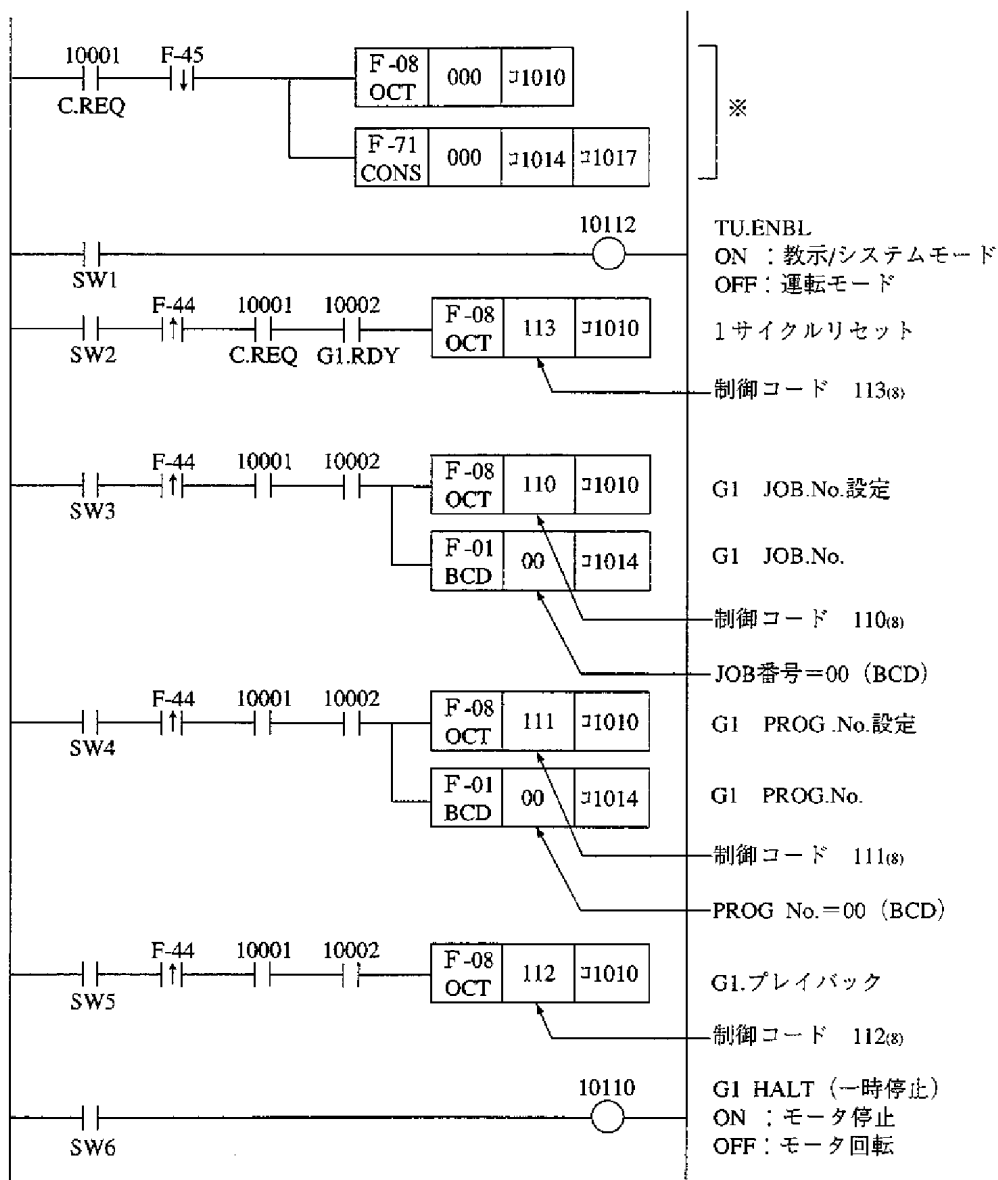 10001 F-45
F-08 OCT 000 コ1010
C.REQ
※
F-71 CONS 000 コ1014 コ1017
10112
TU.ENBL
ON ：教示/システムモード
OFF：運転モード
SW1
F-44 10001 10002
F-08 OCT 113 コ1010
1サイクルリセット
SW2 C.REQ G1.RDY
制御コード 113(8)
F-44 10001 10002
F-08 OCT 110 コ1010
G1 JOB.No.設定
SW3
F-01 BCD 00 コ1014
G1 JOB.No.
制御コード 110(8)
JOB番号＝00（BCD）
F-44 10001 10002
F-08 OCT 111 コ1010
G1 PROG .No.設定
SW4
F-01 BCD 00 コ1014
G1 PROG.No.
制御コード 111(8)
PROG No.＝00（BCD）
F-44 10001 10002
F-08 OCT 112 コ1010
G1.プレイバック
SW5
制御コード 112(8)
10110
G1 HALT（一時停止）
ON ：モータ停止
OFF：モータ回転
SW6